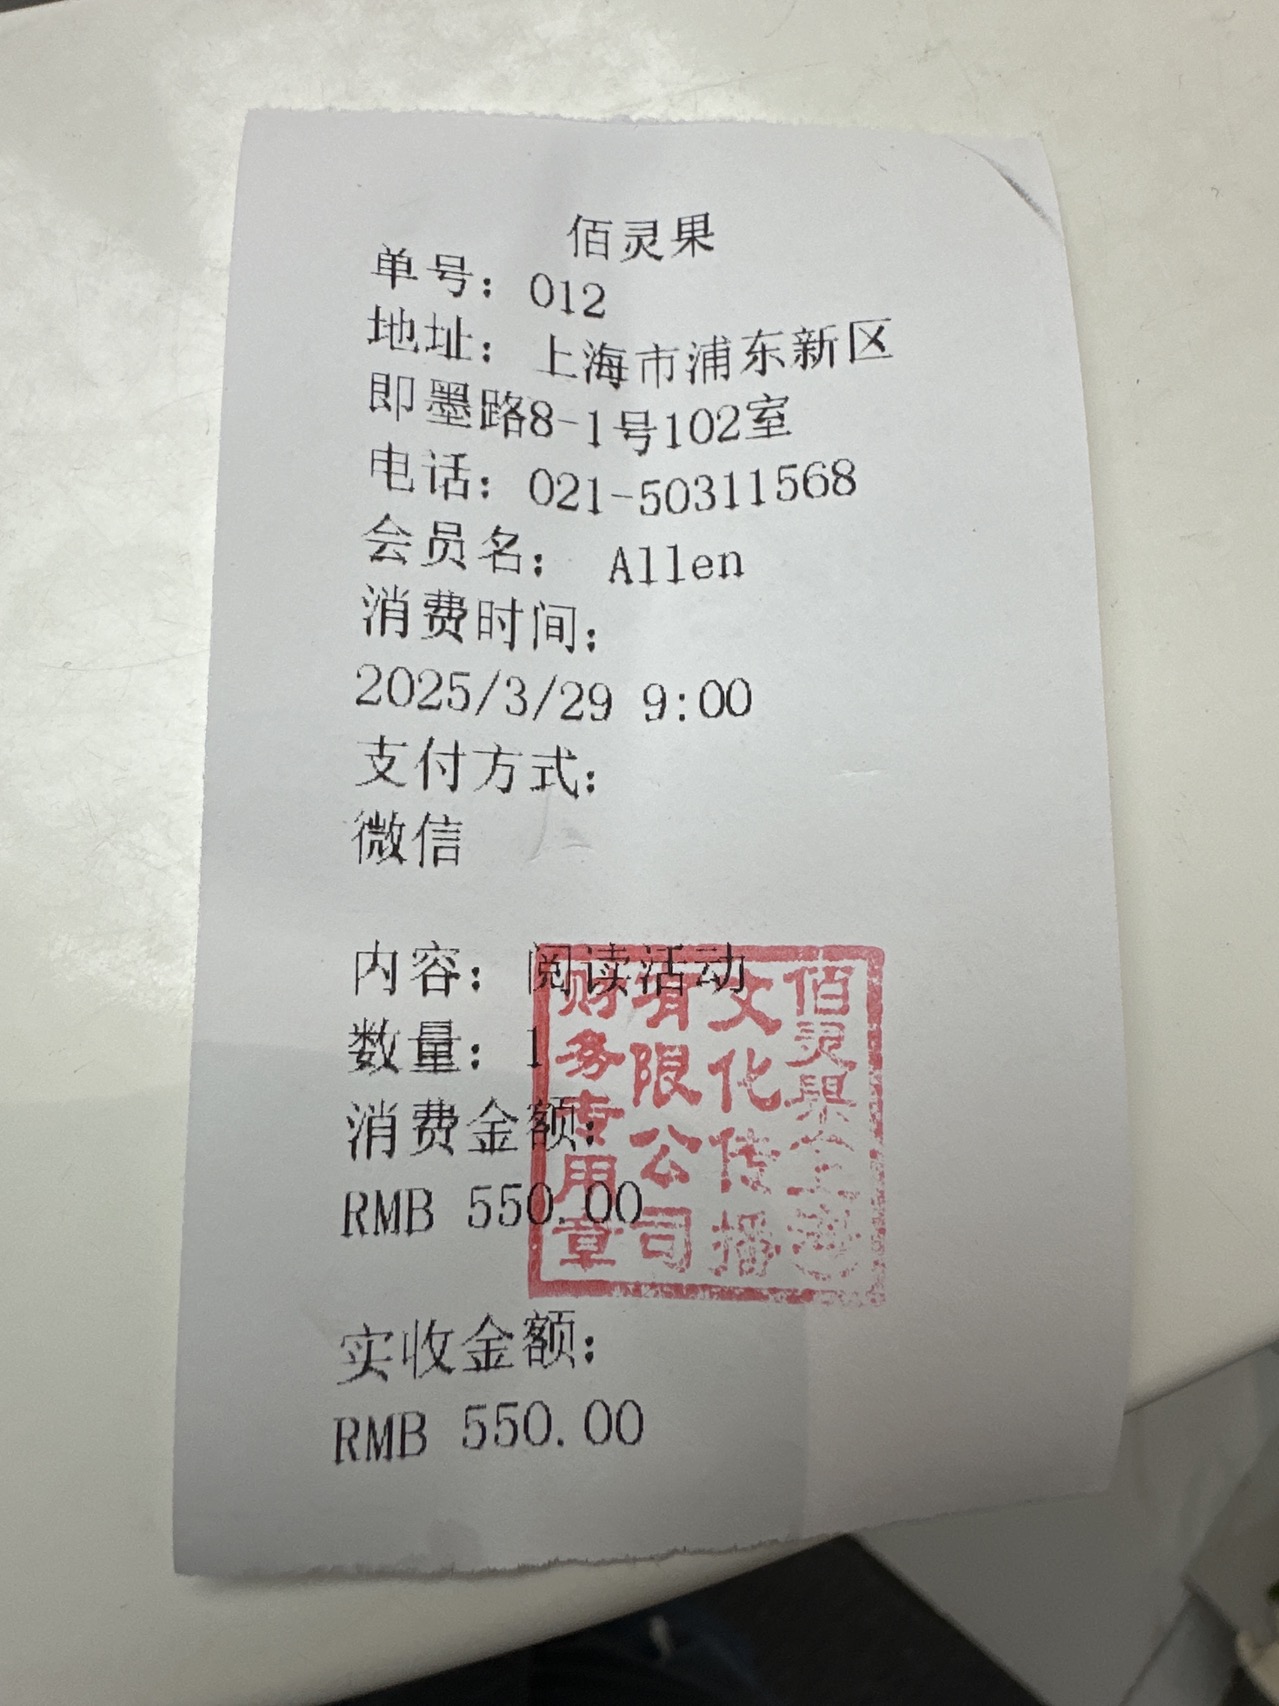 佰灵果
单号：012
地址： 上海市浦东新区
即墨路8-1号102室
电话：021-50311568
会员名： Allen
消费时间：
2025/3/29 9:00
支付方式：
微信
内容：阅读活动
数量：1
消费金额：
RMB 550.00
佰灵果
文化传播
有限公司
财务专用章
实收金额：
RMB 550.00